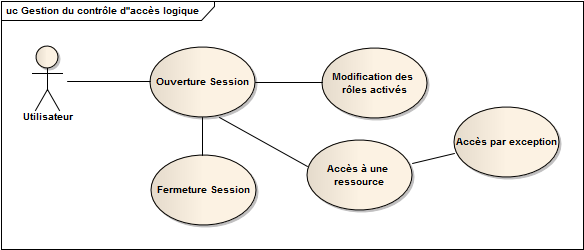 uc Gestion du contrôle d"accès logique
Utilisateur
Ouverture Session
Modification des
rôles activés
Accès par exception
Accès à une
ressource
Fermeture Session